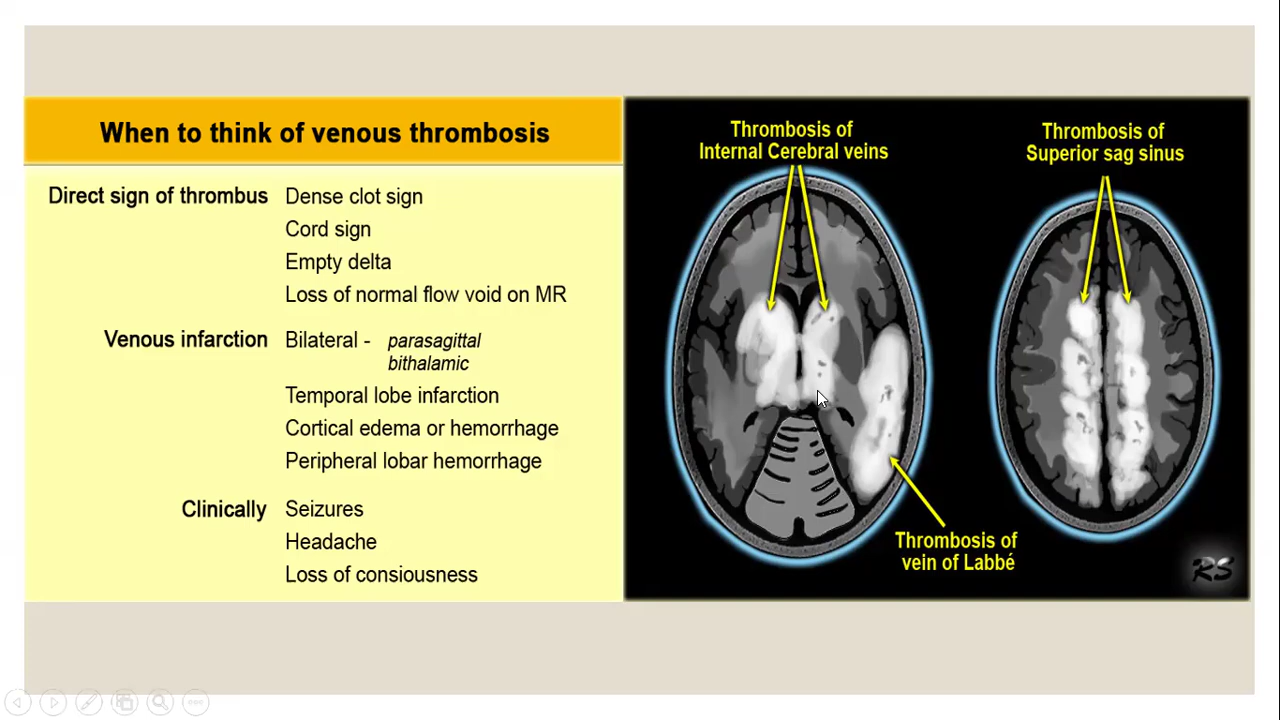 When to think of venous thrombosis
Direct sign of thrombus Dense clot sign
Cord sign
Empty delta
Loss of normal flow void on MR
Venous infarction Bilateral - parasagittal
bithalamic
Temporal lobe infarction
Cortical edema or hemorrhage
Peripheral lobar hemorrhage
Clinically Seizures
Headache
Loss of consiousness
Thrombosis of
Internal Cerebral veins
Thrombosis of
Superior sag sinus
Thrombosis of
vein of Labbé
RS